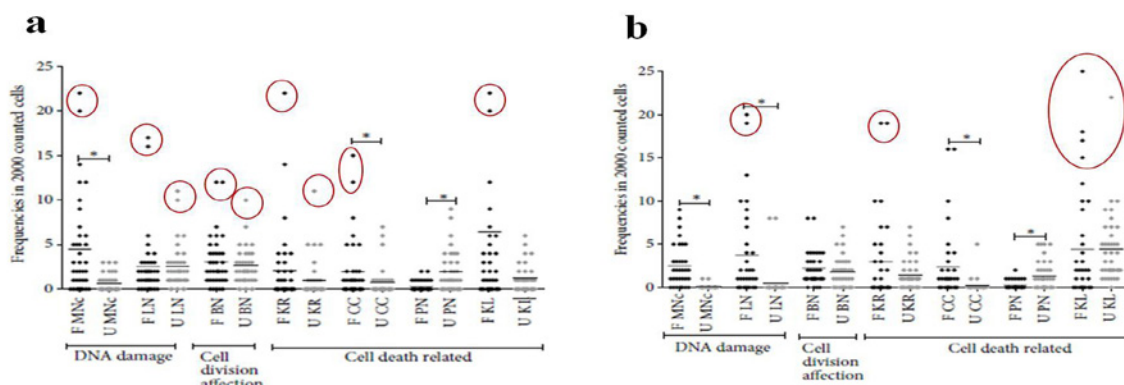 a
b
Frequencies in 2000 counted cells
25
20
15
10
5
0
*
*
*
F MNc
U MNc
F LN
U LN
F BN
U BN
F KR
U KR
F CC
U CC
F PN
U PN
F KL
U KL
DNA damage
Cell
division
affection
Cell death related
Frequencies in 2000 counted cells
25
20
15
10
5
0
*
*
*
*
F MNc
U MNc
F LN
U LN
F BN
U BN
F KR
U KR
F CC
U CC
F PN
U PN
F KL
U KL
DNA damage
Cell
division
affection
Cell death related